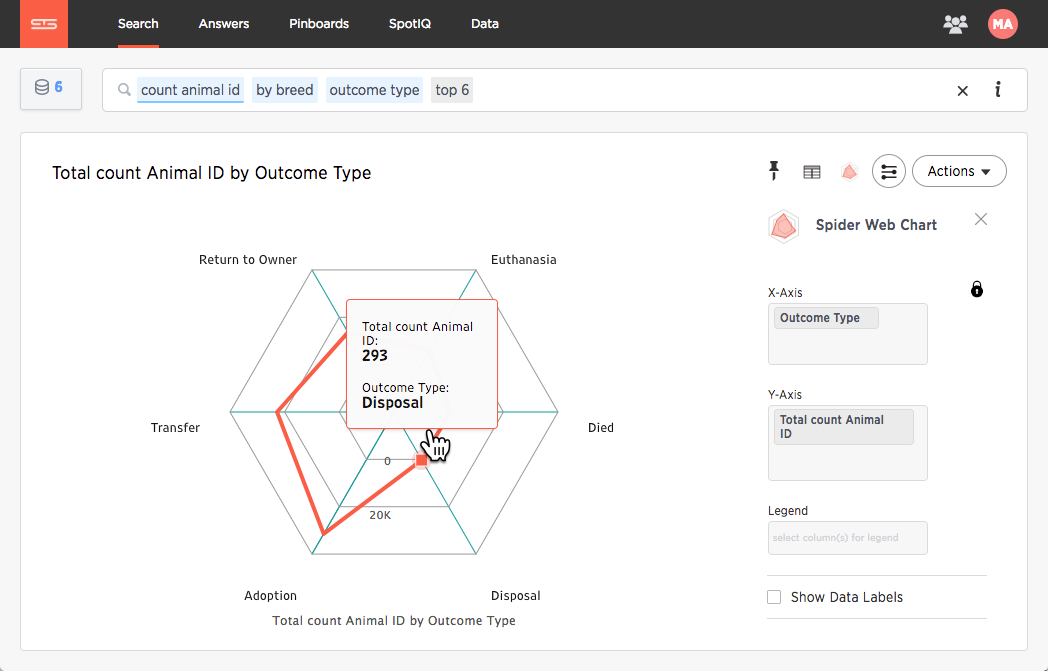 Search Answers Pinboards SpotIQ Data MA
6 count animal id by breed outcome type top 6 i
Total count Animal ID by Outcome Type
Actions
Spider Web Chart
Return to Owner
Euthanasia
Total count Animal
ID:
293
Outcome Type:
Disposal
Transfer
Died
0
20K
Adoption
Disposal
Total count Animal ID by Outcome Type
X-Axis
Outcome Type
Y-Axis
Total count Animal
ID
Legend
select column(s) for legend
Show Data Labels